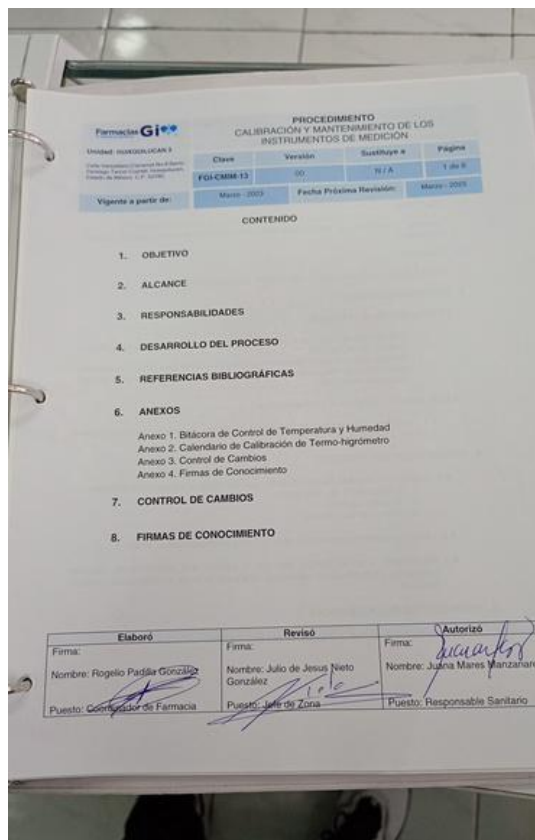 Farmacias Gi
PROCEDIMIENTO
CALIBRACIÓN Y MANTENIMIENTO DE LOS
INSTRUMENTOS DE MEDICIÓN
Unidad: HUIXQUILUCAN 3
Clave Versión Sustituye a Página
FGI-CMIM-13 00 N / A 1 de 8
Vigente a partir de: Marzo - 2023 Fecha Próxima Revisión: Marzo - 2025
CONTENIDO
1. OBJETIVO
2. ALCANCE
3. RESPONSABILIDADES
4. DESARROLLO DEL PROCESO
5. REFERENCIAS BIBLIOGRÁFICAS
6. ANEXOS
Anexo 1. Bitácora de Control de Temperatura y Humedad
Anexo 2. Calendario de Calibración de Termo-higrómetro
Anexo 3. Control de Cambios
Anexo 4. Firmas de Conocimiento
7. CONTROL DE CAMBIOS
8. FIRMAS DE CONOCIMIENTO
Elaboró Revisó Autorizó
Firma: Firma: Firma:
Nombre: Rogelio Padilla González Nombre: Julio de Jesus Nieto González Nombre: Juana Mares Manzanares
Puesto: Coordinador de Farmacia Puesto: Jefe de Zona Puesto: Responsable Sanitario